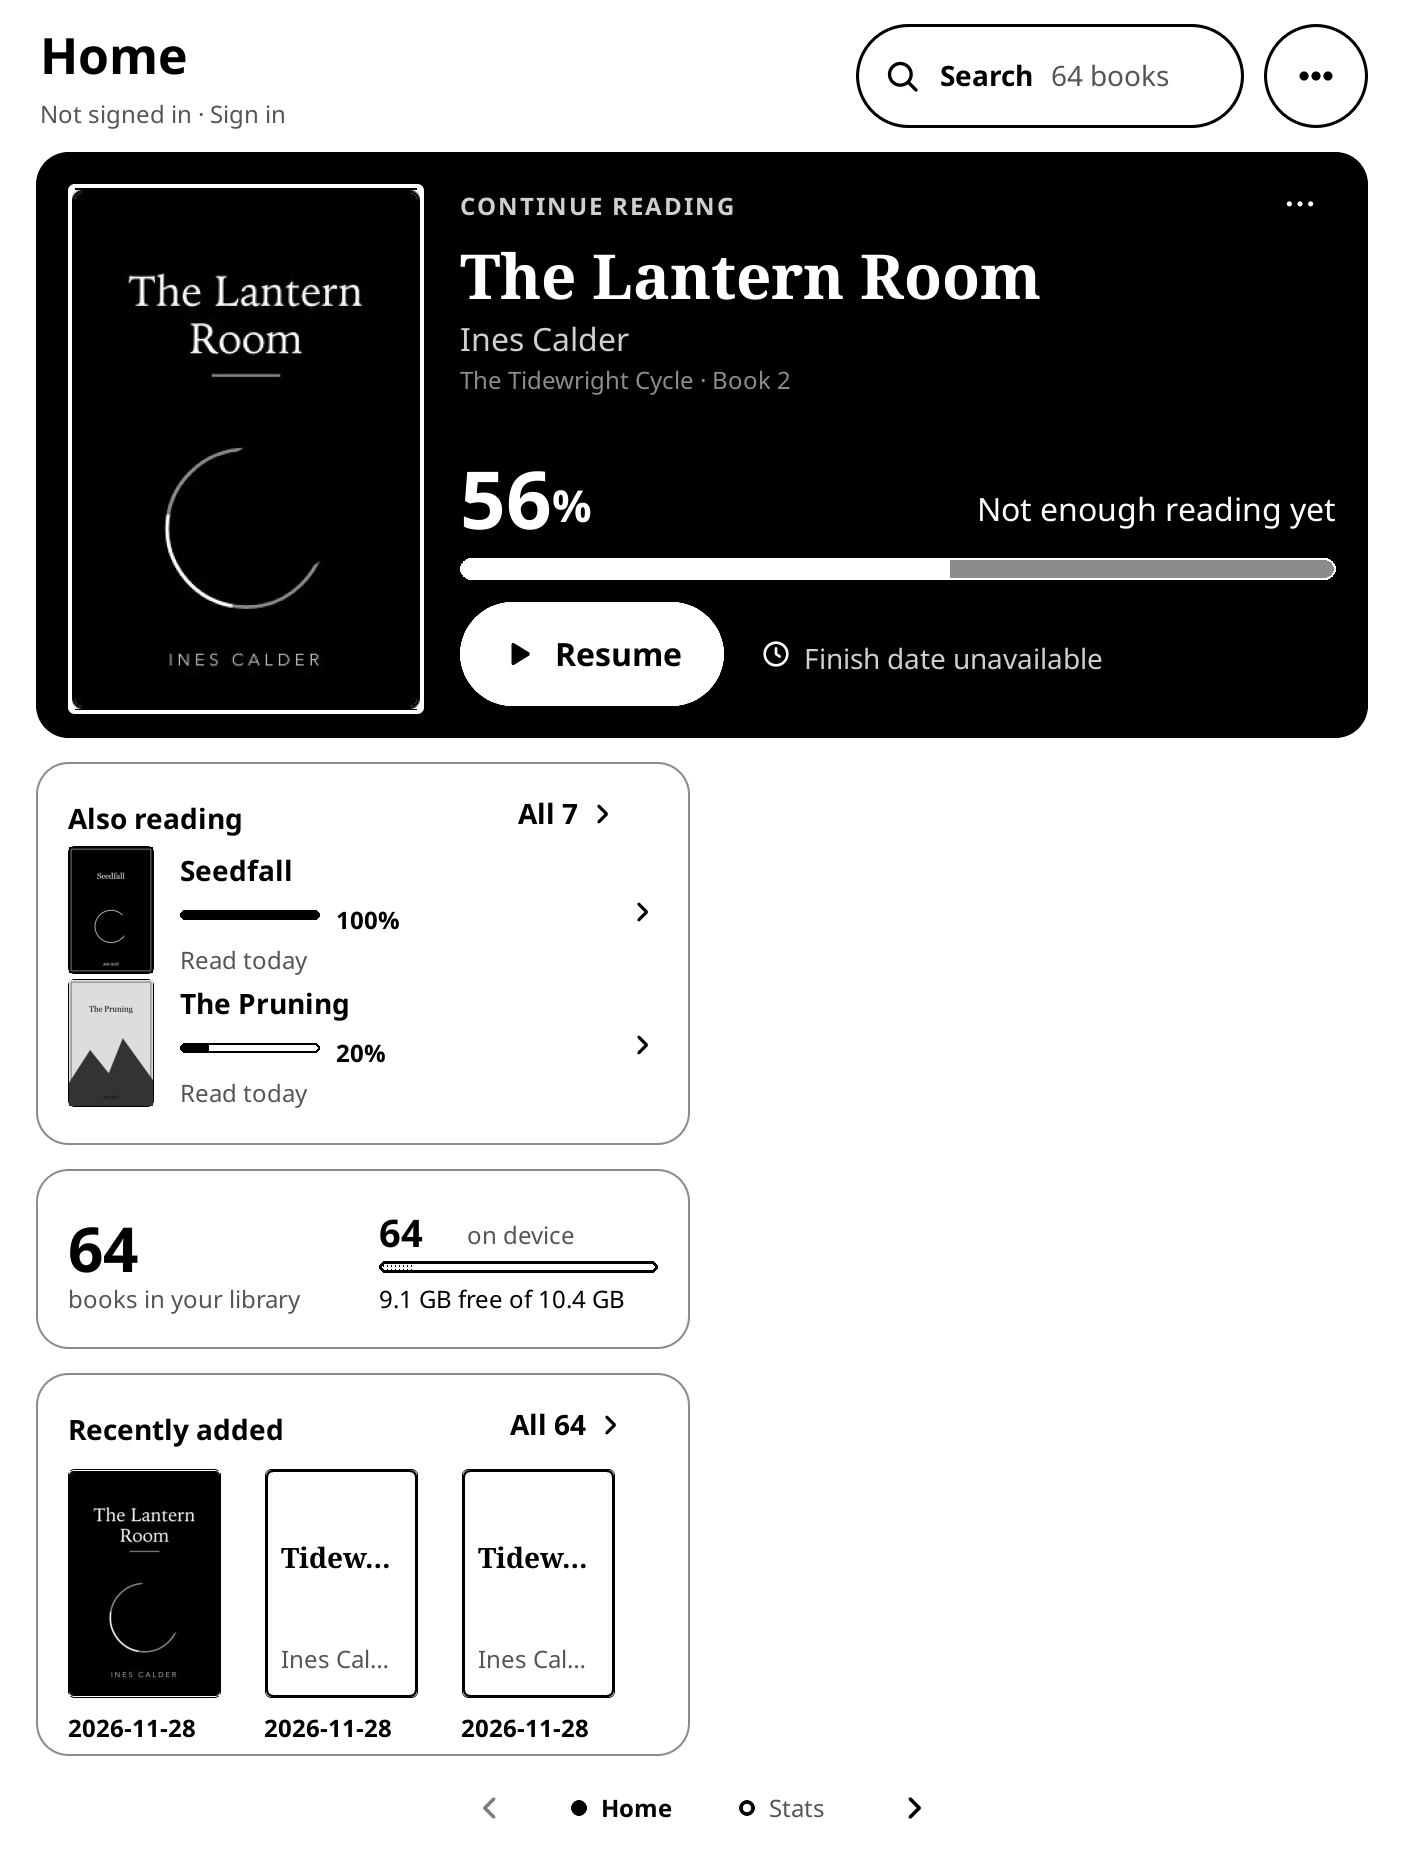 Home
Not signed in · Sign in
Search 64 books
The Lantern
Room
INES CALDER
CONTINUE READING
The Lantern Room
Ines Calder
The Tidewright Cycle · Book 2
56%
Not enough reading yet
Resume
Finish date unavailable
Also reading
All 7
Seedfall
Seedfall
100%
Read today
The Pruning
The Pruning
20%
Read today
64
books in your library
64 on device
9.1 GB free of 10.4 GB
Recently added
All 64
The Lantern
Room
INES CALDER
2026-11-28
Tidew...
Ines Cal...
2026-11-28
Tidew...
Ines Cal...
2026-11-28
Home
Stats